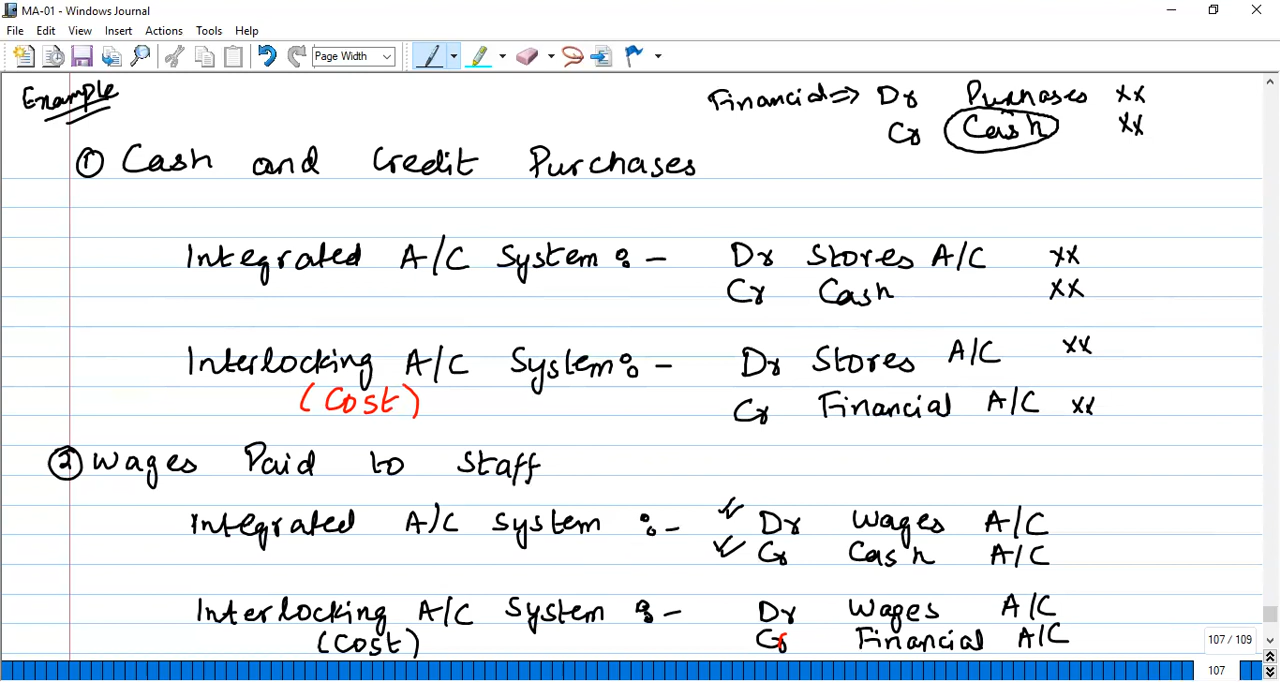 MA-01 - Windows Journal
File Edit View Insert Actions Tools Help
Page Width
Example
Financial => Dr Purchases xx
Cr Cash xx
① Cash and Credit Purchases
Integrated A/C System :- Dr Stores A/C xx
Cr Cash xx
Interlocking A/C System :- Dr Stores A/C xx
(Cost)
Cr Financial A/C xx
② Wages Paid to Staff
Integrated A/C System :- Dr Wages A/C
Cr Cash A/C
Interlocking A/C System :- Dr Wages A/C
(Cost) Cr Financial A/C
107 / 109
107